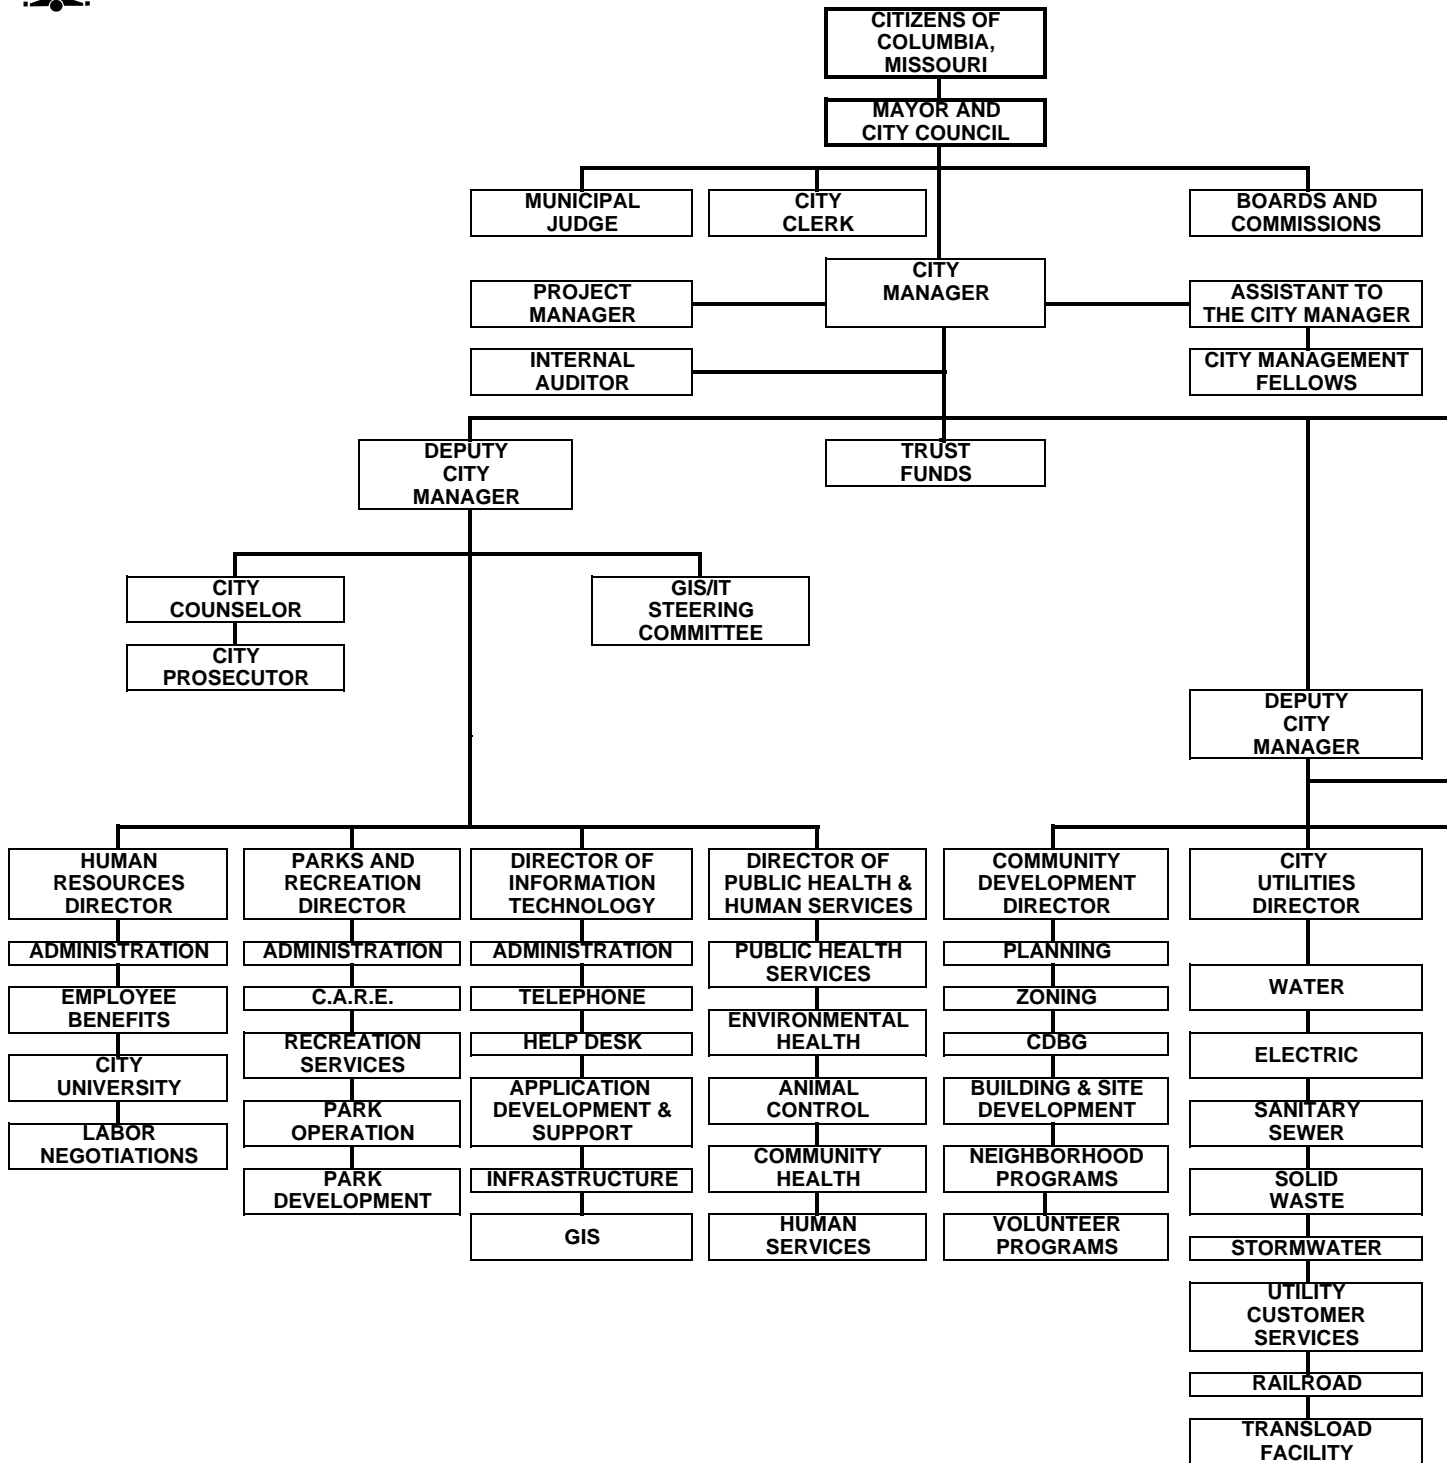 CITIZENS OF
COLUMBIA,
MISSOURI
MAYOR AND
CITY COUNCIL
MUNICIPAL
JUDGE
CITY
CLERK
BOARDS AND
COMMISSIONS
CITY
MANAGER
PROJECT
MANAGER
ASSISTANT TO
THE CITY MANAGER
INTERNAL
AUDITOR
CITY MANAGEMENT
FELLOWS
DEPUTY
CITY
MANAGER
TRUST
FUNDS
CITY
COUNSELOR
GIS/IT
STEERING
COMMITTEE
CITY
PROSECUTOR
DEPUTY
CITY
MANAGER
HUMAN
RESOURCES
DIRECTOR
ADMINISTRATION
EMPLOYEE
BENEFITS
CITY
UNIVERSITY
LABOR
NEGOTIATIONS
PARKS AND
RECREATION
DIRECTOR
ADMINISTRATION
C.A.R.E.
RECREATION
SERVICES
PARK
OPERATION
PARK
DEVELOPMENT
DIRECTOR OF
INFORMATION
TECHNOLOGY
ADMINISTRATION
TELEPHONE
HELP DESK
APPLICATION
DEVELOPMENT &
SUPPORT
INFRASTRUCTURE
GIS
DIRECTOR OF
PUBLIC HEALTH &
HUMAN SERVICES
PUBLIC HEALTH
SERVICES
ENVIRONMENTAL
HEALTH
ANIMAL
CONTROL
COMMUNITY
HEALTH
HUMAN
SERVICES
COMMUNITY
DEVELOPMENT
DIRECTOR
PLANNING
ZONING
CDBG
BUILDING & SITE
DEVELOPMENT
NEIGHBORHOOD
PROGRAMS
VOLUNTEER
PROGRAMS
CITY
UTILITIES
DIRECTOR
WATER
ELECTRIC
SANITARY
SEWER
SOLID
WASTE
STORMWATER
UTILITY
CUSTOMER
SERVICES
RAILROAD
TRANSLOAD
FACILITY